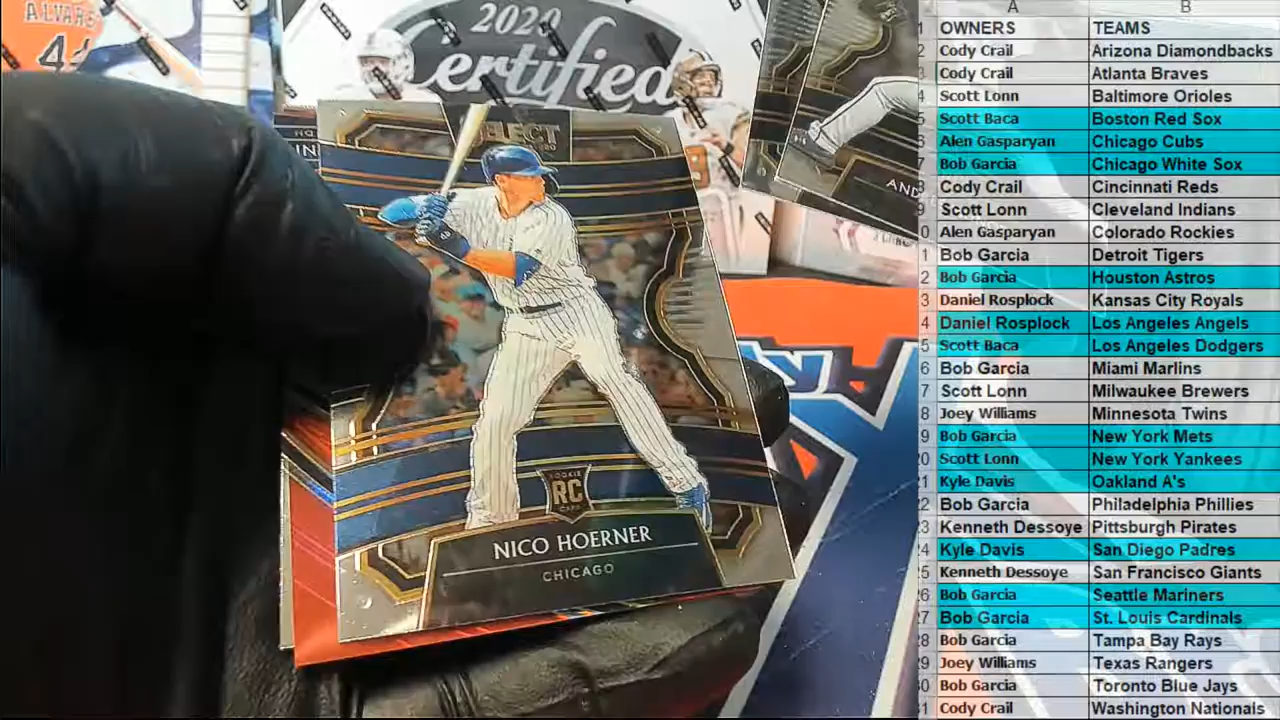 ALVARE
2020
Certified
SELECT
AND
ROOKIE
RC
CARD
NICO HOERNER
CHICAGO
A B
OWNERS TEAMS
Cody Crail Arizona Diamondbacks
Cody Crail Atlanta Braves
Scott Lonn Baltimore Orioles
Scott Baca Boston Red Sox
Alen Gasparyan Chicago Cubs
Bob Garcia Chicago White Sox
Cody Crail Cincinnati Reds
Scott Lonn Cleveland Indians
Alen Gasparyan Colorado Rockies
Bob Garcia Detroit Tigers
Bob Garcia Houston Astros
Daniel Rosplock Kansas City Royals
Daniel Rosplock Los Angeles Angels
Scott Baca Los Angeles Dodgers
Bob Garcia Miami Marlins
Scott Lonn Milwaukee Brewers
Joey Williams Minnesota Twins
Bob Garcia New York Mets
Scott Lonn New York Yankees
Kyle Davis Oakland A's
Bob Garcia Philadelphia Phillies
Kenneth Dessoye Pittsburgh Pirates
Kyle Davis San Diego Padres
Kenneth Dessoye San Francisco Giants
Bob Garcia Seattle Mariners
Bob Garcia St. Louis Cardinals
Bob Garcia Tampa Bay Rays
Joey Williams Texas Rangers
Bob Garcia Toronto Blue Jays
Cody Crail Washington Nationals